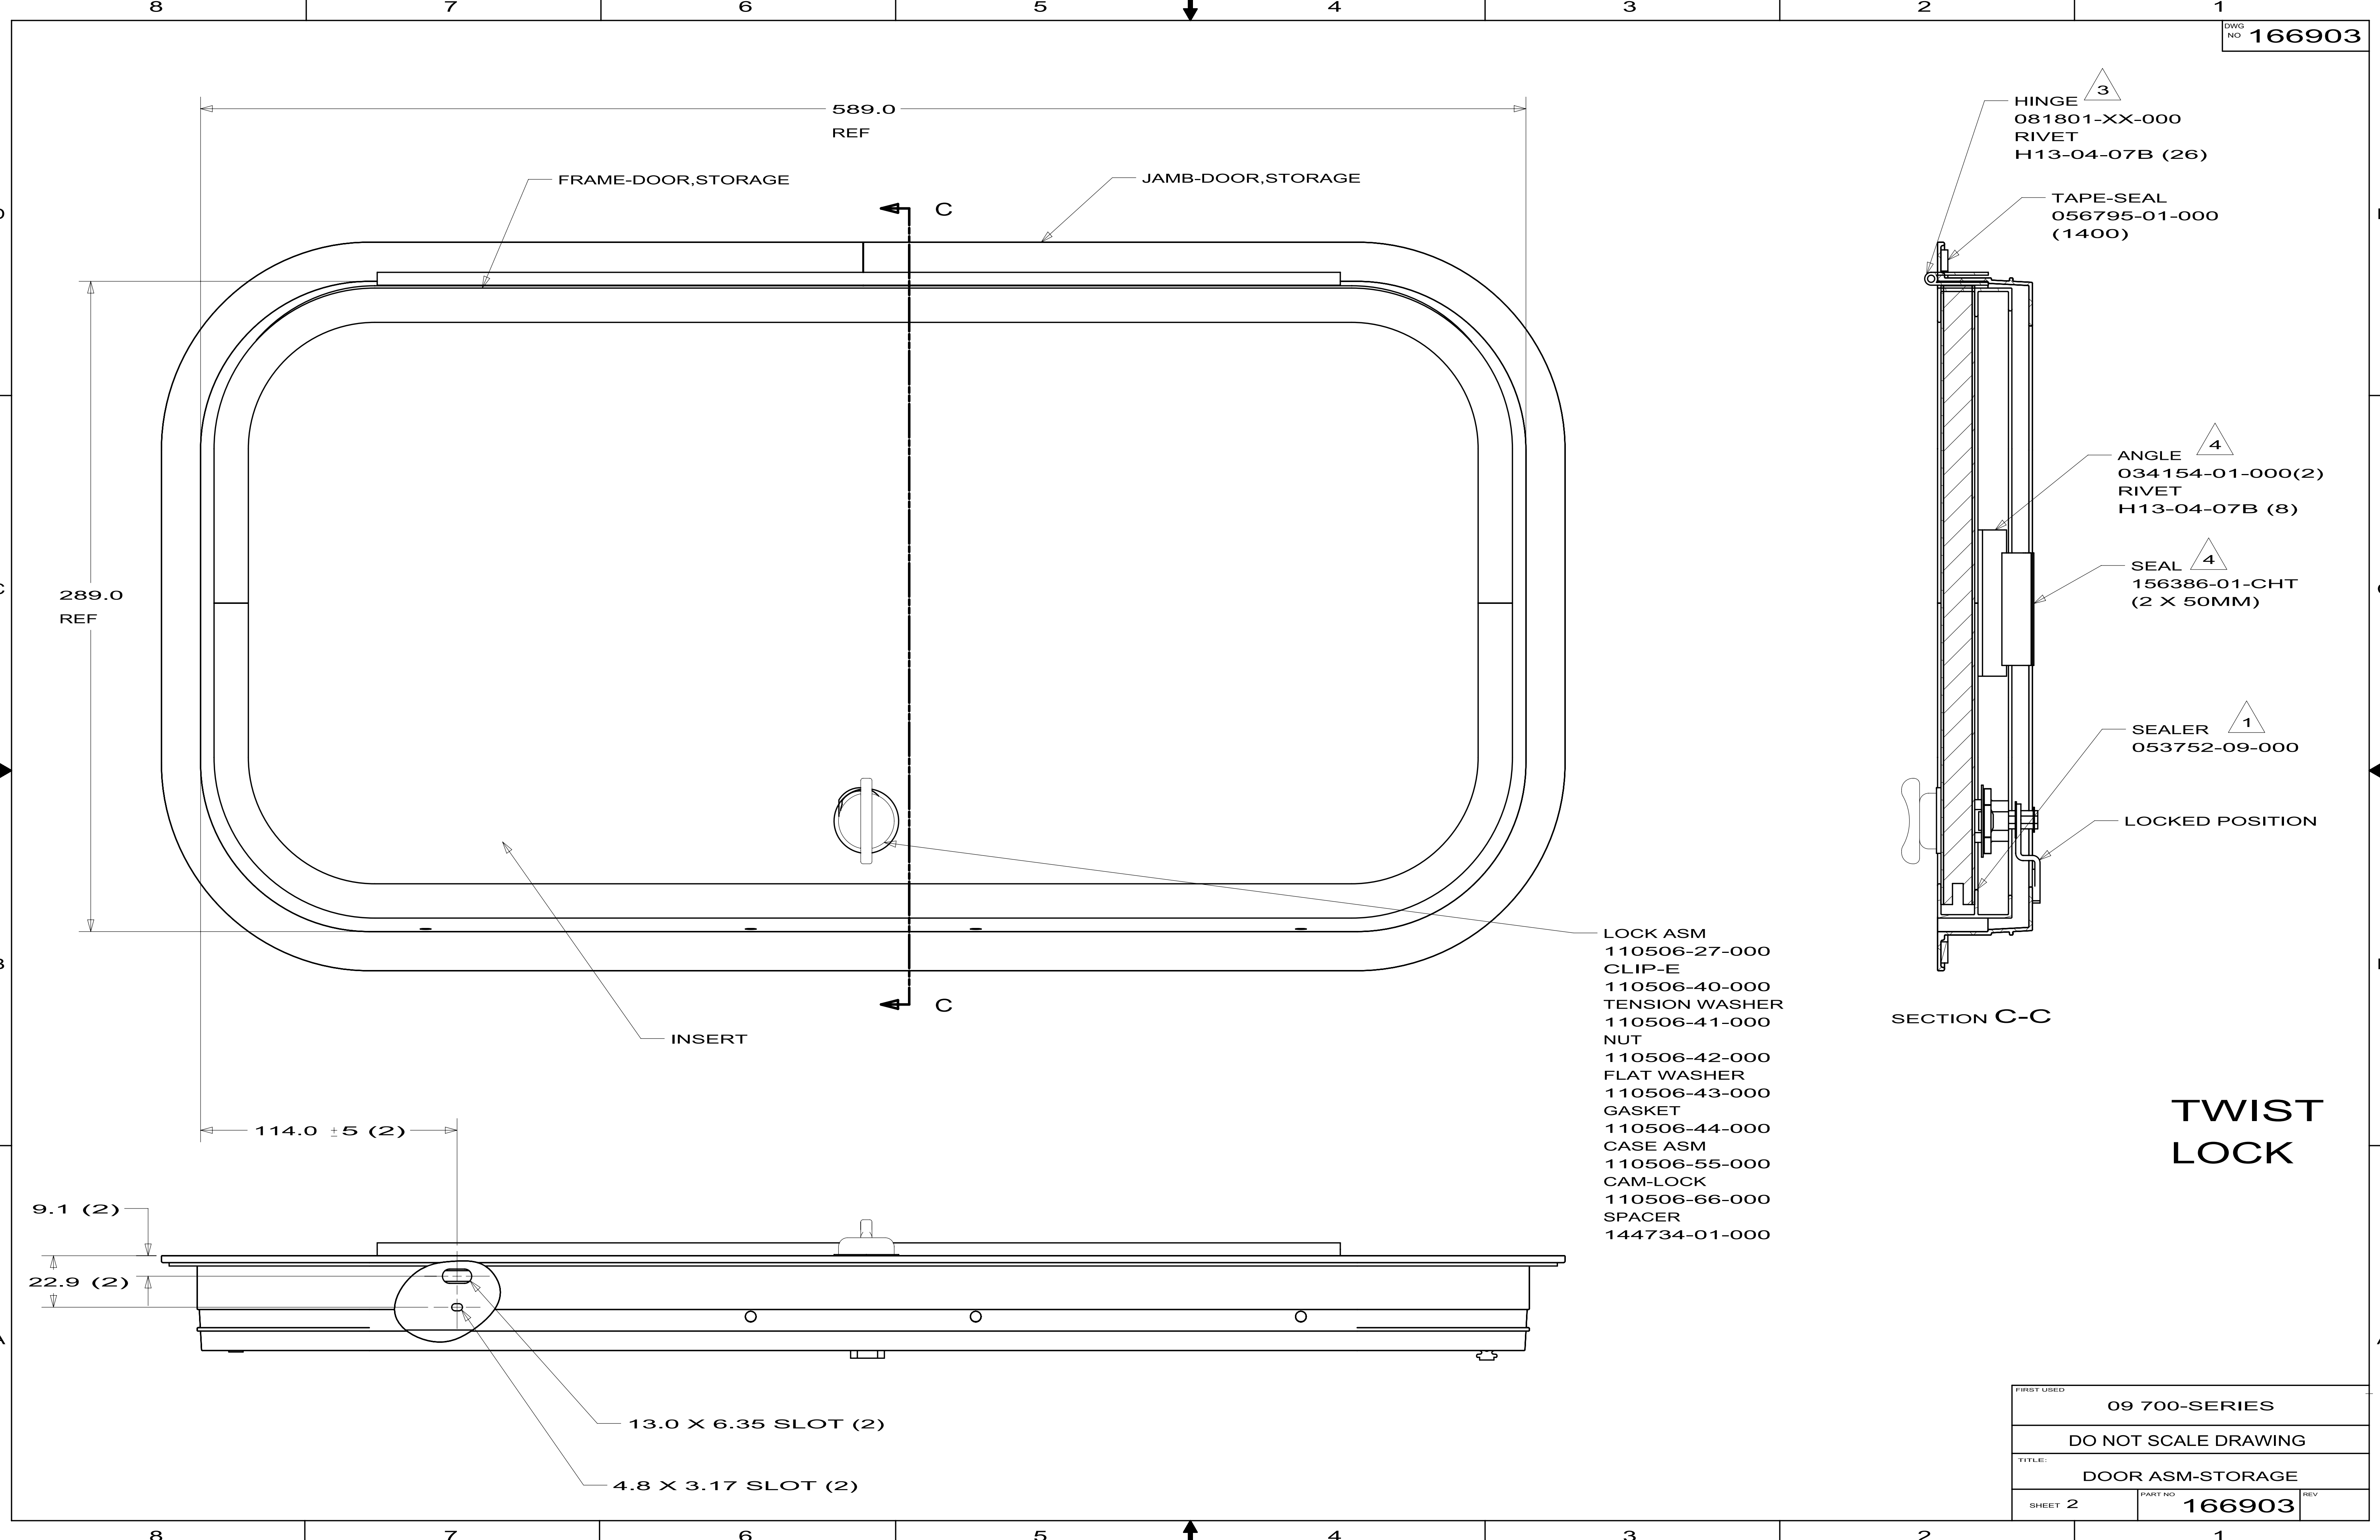 8 7 6 5 4 3 2 1
DWG NO 166903
589.0
REF
FRAME-DOOR,STORAGE
JAMB-DOOR,STORAGE
C
HINGE 3
081801-XX-000
RIVET
H13-04-07B (26)
TAPE-SEAL
056795-01-000
(1400)
ANGLE 4
034154-01-000(2)
RIVET
H13-04-07B (8)
289.0
REF
SEAL 4
156386-01-CHT
(2 X 50MM)
SEALER 1
053752-09-000
LOCKED POSITION
C
INSERT
LOCK ASM
110506-27-000
CLIP-E
110506-40-000
TENSION WASHER
110506-41-000
NUT
110506-42-000
FLAT WASHER
110506-43-000
GASKET
110506-44-000
CASE ASM
110506-55-000
CAM-LOCK
110506-66-000
SPACER
144734-01-000
SECTION C-C
TWIST
LOCK
114.0 ±5 (2)
9.1 (2)
22.9 (2)
13.0 X 6.35 SLOT (2)
4.8 X 3.17 SLOT (2)
FIRST USED
09 700-SERIES
DO NOT SCALE DRAWING
TITLE:
DOOR ASM-STORAGE
SHEET 2
PART NO 166903
REV
8 7 6 5 4 3 2 1